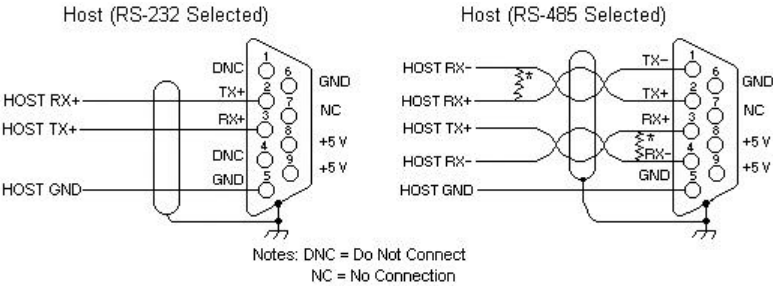 Host (RS-232 Selected)
DNC
1
6
GND
HOST RX+
TX+
2
7
NC
HOST TX+
RX+
3
8
+5 V
DNC
4
9
+5 V
HOST GND
GND
5
Host (RS-485 Selected)
HOST RX-
*
TX-
1
6
GND
HOST RX+
TX+
2
7
NC
HOST TX+
RX+
3
*
8
+5 V
HOST RX-
RX-
4
9
+5 V
HOST GND
GND
5
Notes: DNC = Do Not Connect
NC = No Connection